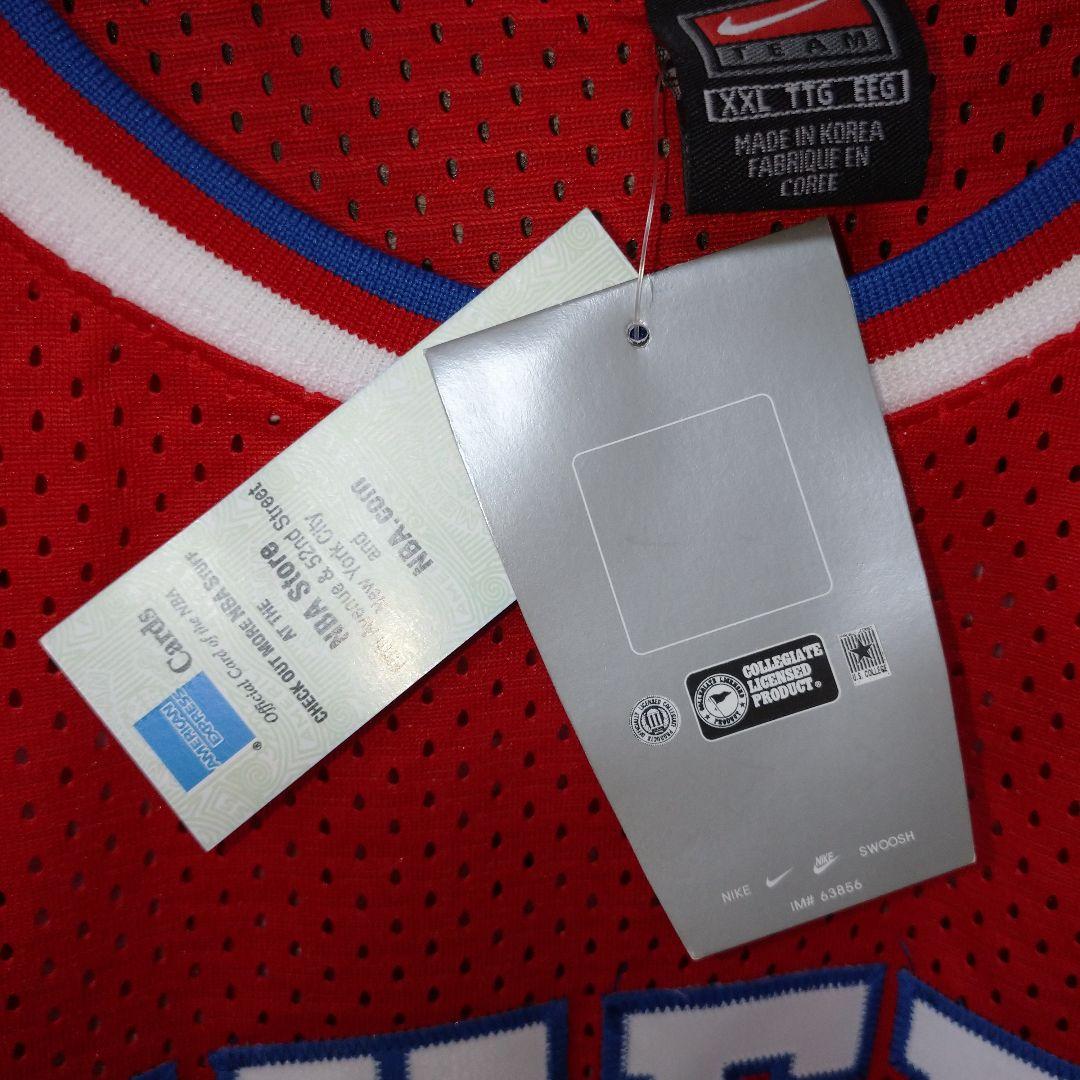 TEAM
XXL TTG EEG
MADE IN KOREA
FABRIQUE EN
COREE
AMERICAN
EXPRESS
®
Cards
Official Card of the NBA
CHECK OUT MORE NBA STUFF
AT THE
NBA Store
Avenue & 52nd Street
New York City
and
NBA.com
COLLEGIATE
LICENSED
PRODUCT®
U.S. COLLEGE
NIKE NIKE SWOOSH
IM# 63856